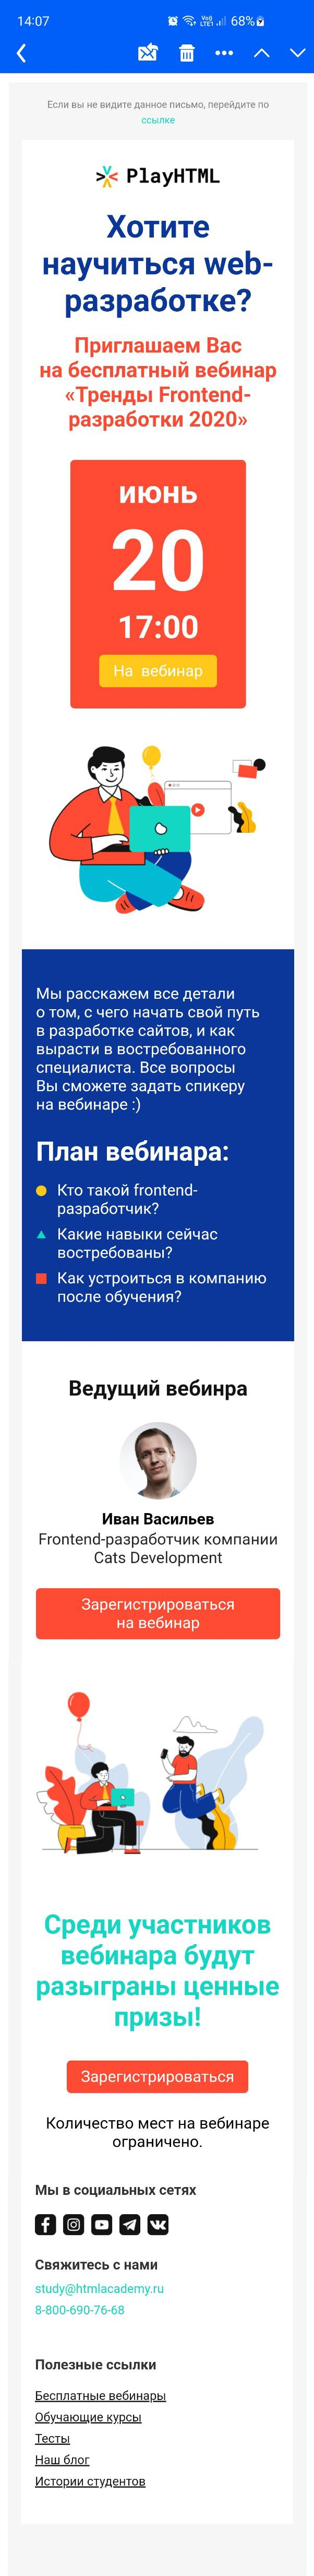 14:07
Vo))
LTE1
68%
Если вы не видите данное письмо, перейдите по
ссылке
PlayHTML
Хотите
научиться web-
разработке?
Приглашаем Вас
на бесплатный вебинар
«Тренды Frontend-
разработки 2020»
июнь
20
17:00
На вебинар
Мы расскажем все детали
о том, с чего начать свой путь
в разработке сайтов, и как
вырасти в востребованного
специалиста. Все вопросы
Вы сможете задать спикеру
на вебинаре :)
План вебинара:
Кто такой frontend-
разработчик?
Какие навыки сейчас
востребованы?
Как устроиться в компанию
после обучения?
Ведущий вебинра
Иван Васильев
Frontend-разработчик компании
Cats Development
Зарегистрироваться
на вебинар
Среди участников
вебинара будут
разыграны ценные
призы!
Зарегистрироваться
Количество мест на вебинаре
ограничено.
Мы в социальных сетях
Свяжитесь с нами
study@htmlacademy.ru
8-800-690-76-68
Полезные ссылки
Бесплатные вебинары
Обучающие курсы
Тесты
Наш блог
Истории студентов